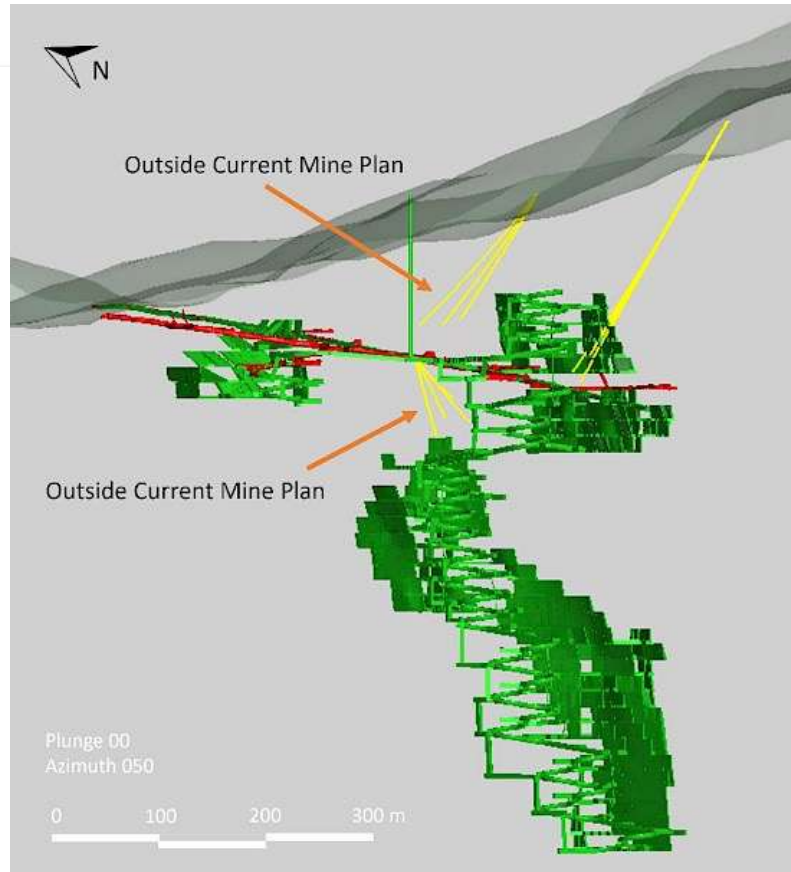 N
Outside Current Mine Plan
Outside Current Mine Plan
Plunge 00
Azimuth 050
0 100 200 300 m